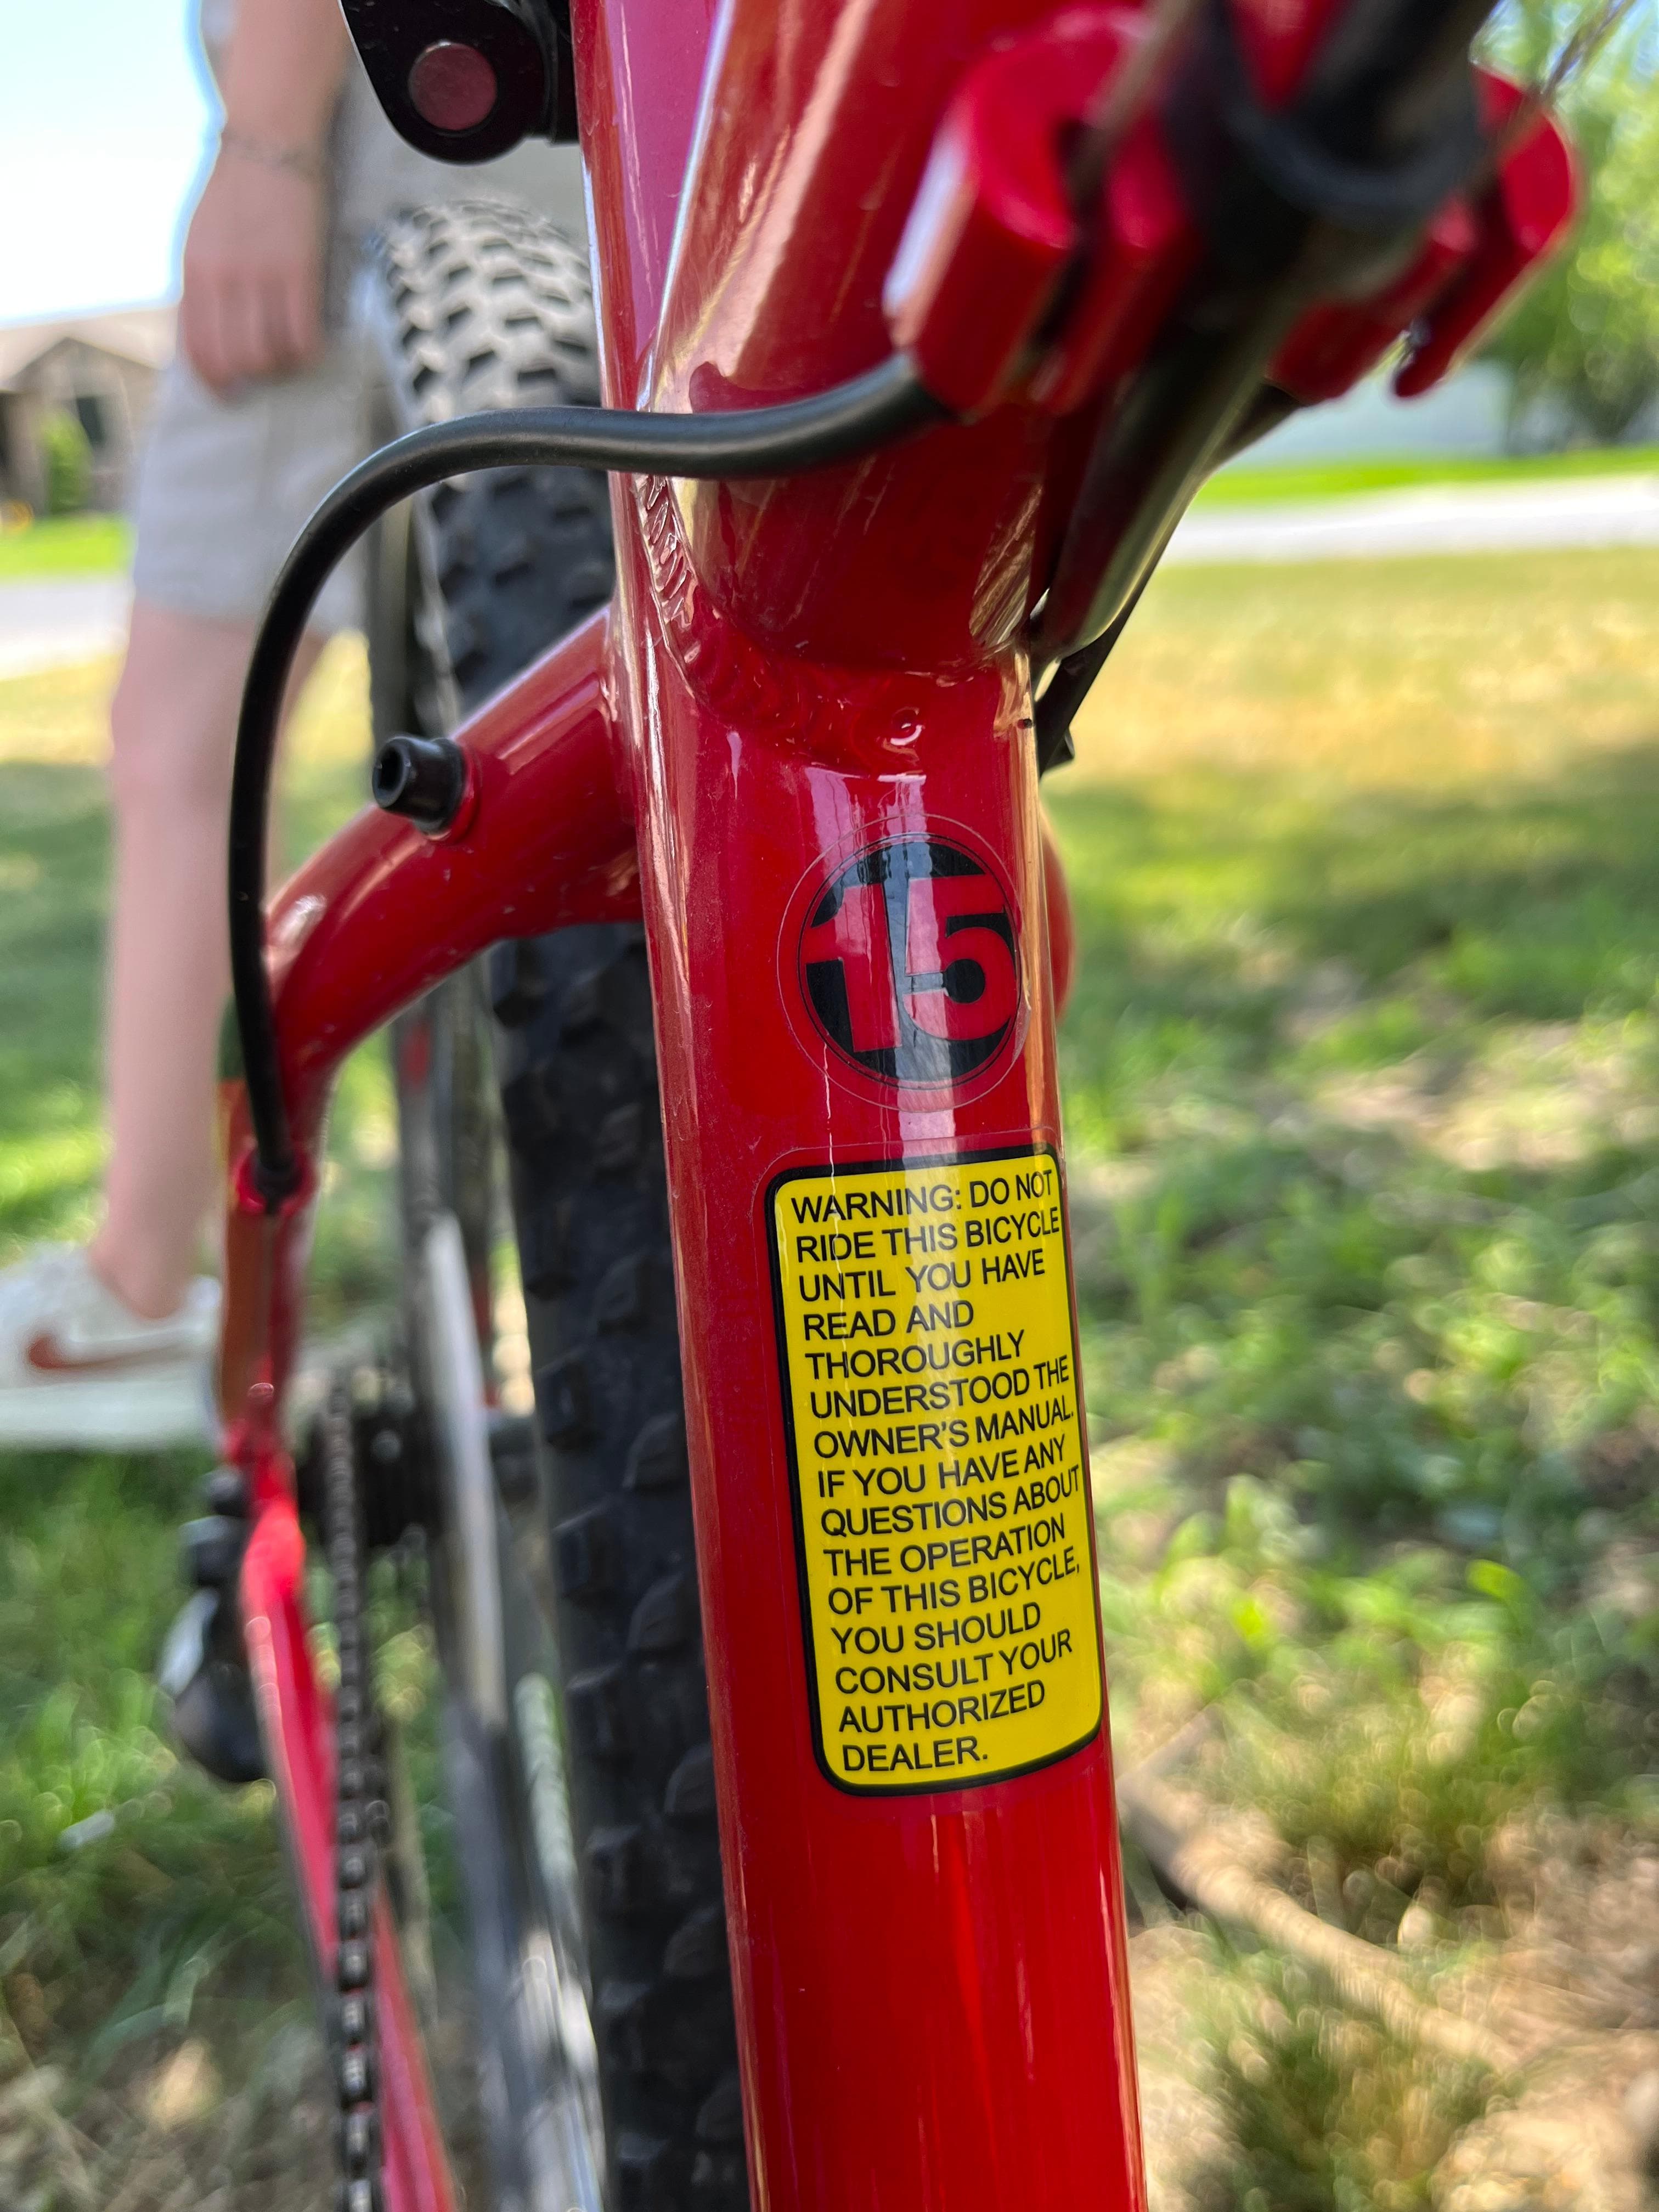 15
WARNING: DO NOT
RIDE THIS BICYCLE
UNTIL YOU HAVE
READ AND
THOROUGHLY
UNDERSTOOD THE
OWNER'S MANUAL.
IF YOU HAVE ANY
QUESTIONS ABOUT
THE OPERATION
OF THIS BICYCLE,
YOU SHOULD
CONSULT YOUR
AUTHORIZED
DEALER.